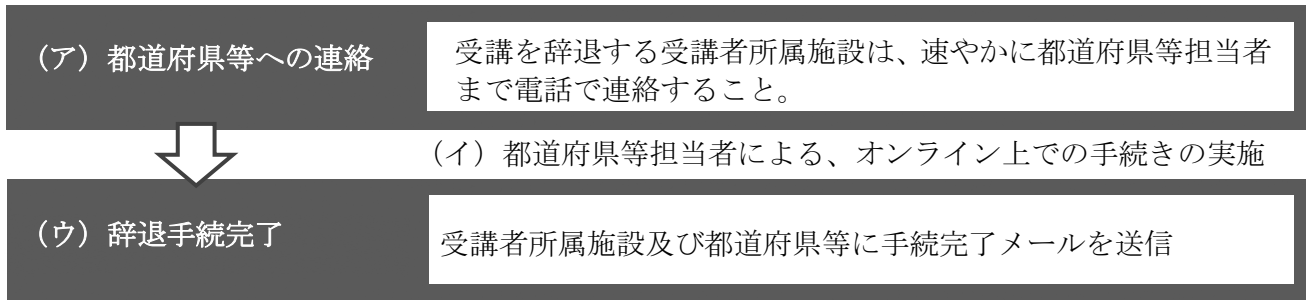 （ア）都道府県等への連絡
受講を辞退する受講者所属施設は、速やかに都道府県等担当者
まで電話で連絡すること。
（イ）都道府県等担当者による、オンライン上での手続きの実施
（ウ）辞退手続完了
受講者所属施設及び都道府県等に手続完了メールを送信